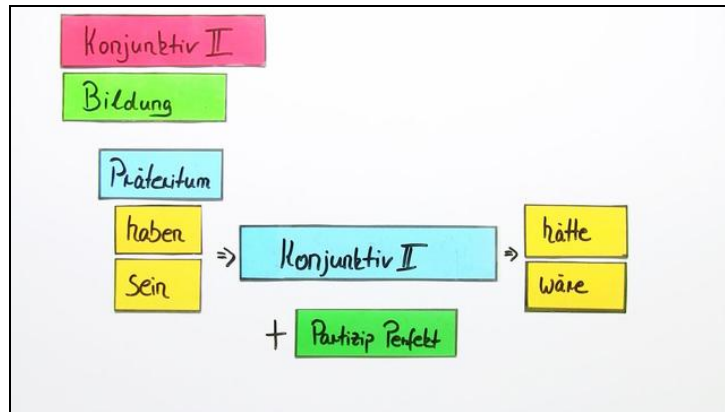 Konjunktiv II
Bildung
Präteritum
haben
sein
⇒ Konjunktiv II ⇒
hätte
wäre
+ Partizip Perfekt